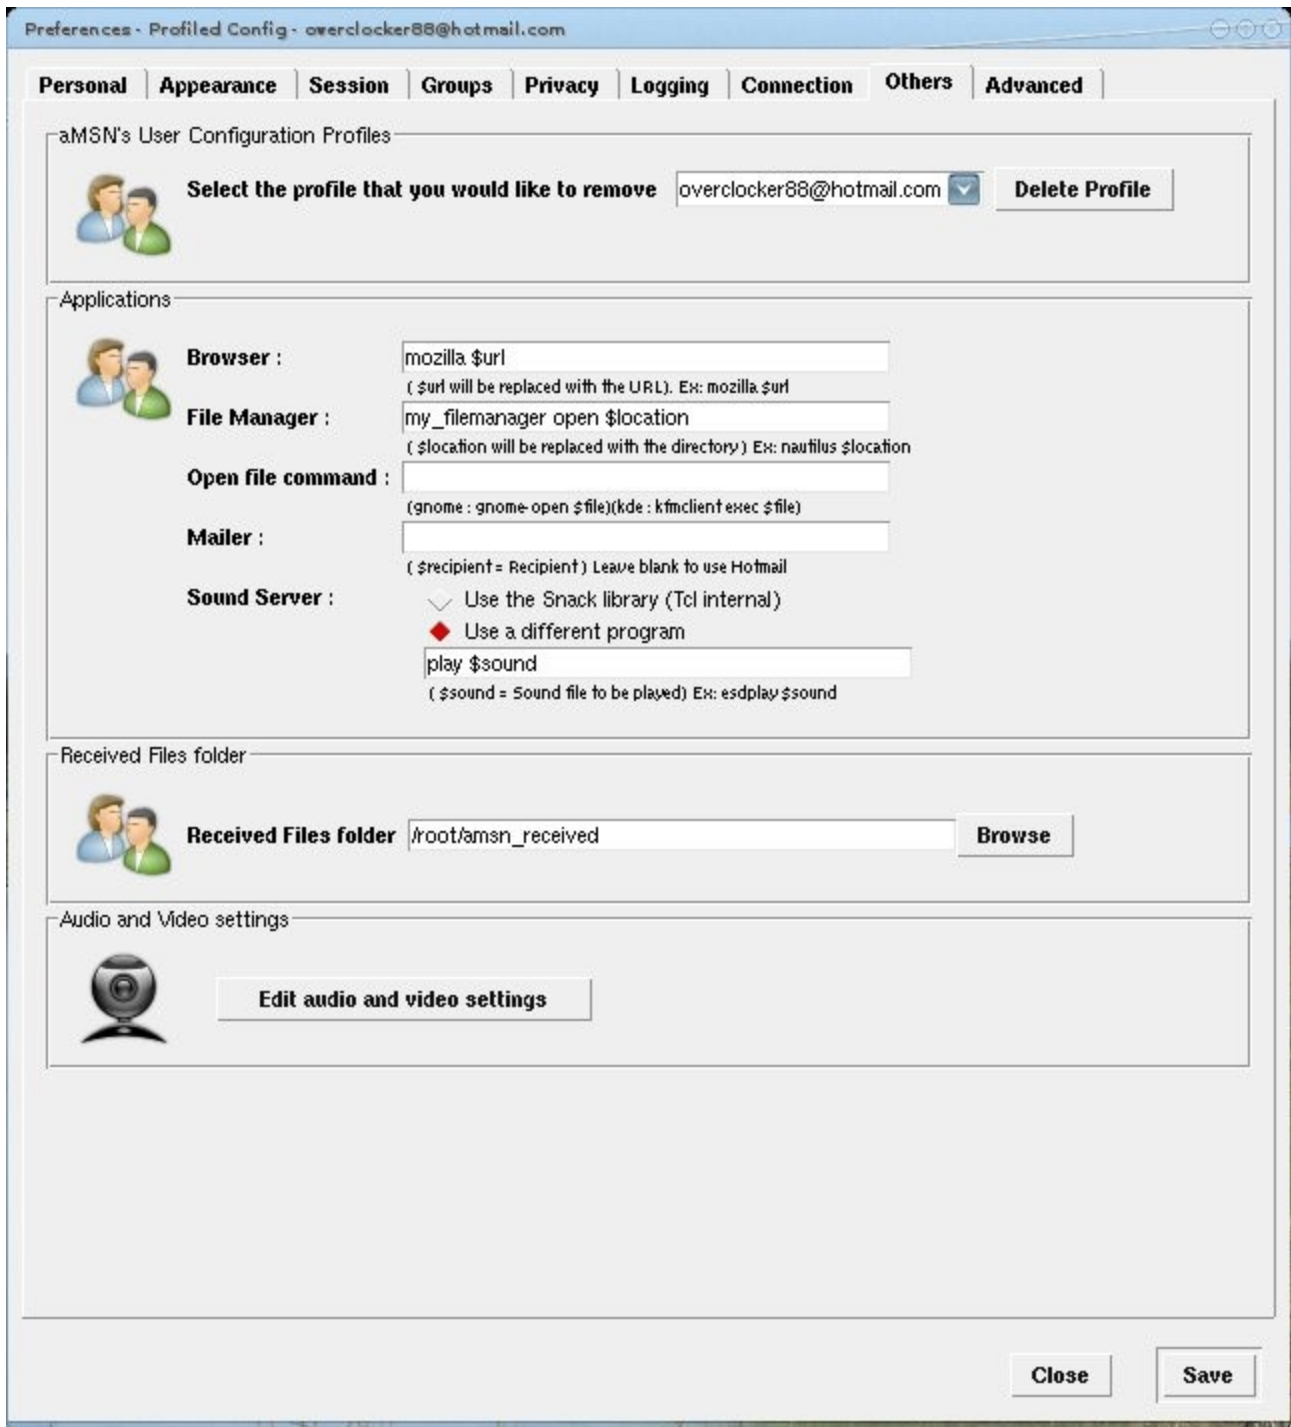 Preferences - Profiled Config - overclocker88@hotmail.com
Personal Appearance Session Groups Privacy Logging Connection Others Advanced
aMSN's User Configuration Profiles
Select the profile that you would like to remove overclocker88@hotmail.com Delete Profile
Applications
Browser : mozilla $url
( $url will be replaced with the URL). Ex: mozilla $url
File Manager : my_filemanager open $location
( $location will be replaced with the directory ) Ex: nautilus $location
Open file command :
(gnome : gnome-open $file)(kde : kfmclient exec $file)
Mailer :
( $recipient = Recipient ) Leave blank to use Hotmail
Sound Server : Use the Snack library (Tcl internal)
Use a different program
play $sound
( $sound = Sound file to be played) Ex: esdplay $sound
Received Files folder
Received Files folder /root/amsn_received Browse
Audio and Video settings
Edit audio and video settings
Close Save